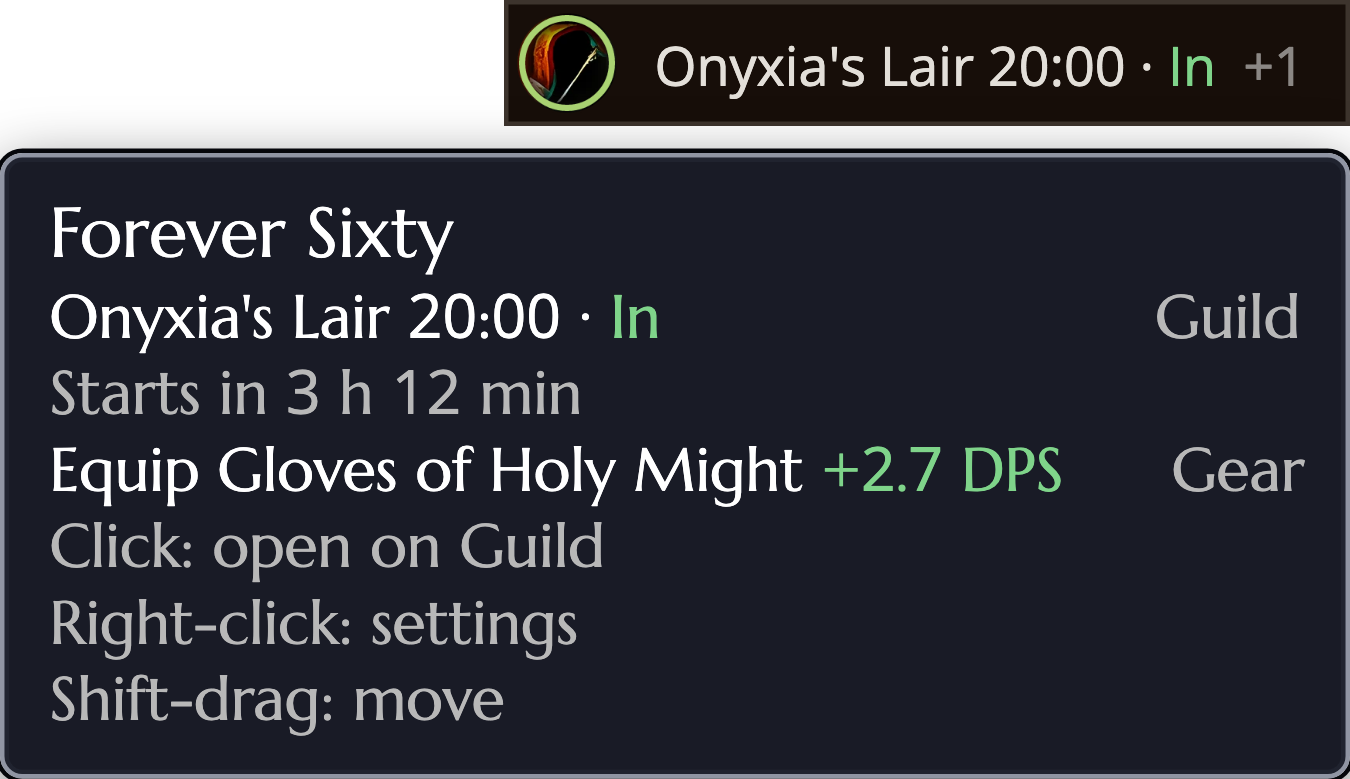 Onyxia's Lair 20:00 · In +1
Forever Sixty
Onyxia's Lair 20:00 · In Guild
Starts in 3 h 12 min
Equip Gloves of Holy Might +2.7 DPS Gear
Click: open on Guild
Right-click: settings
Shift-drag: move